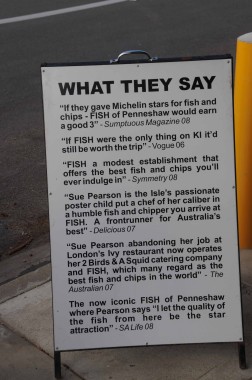 WHAT THEY SAY
"If they gave Michelin stars for fish and
chips - FISH of Penneshaw would earn
a good 3" - Sumptuous Magazine 08
"If FISH were the only thing on KI it'd
still be worth the trip" - Vogue 06
"FISH a modest establishment that
offers the best fish and chips you'll
ever indulge in" - Symmetry 08
"Sue Pearson is the Isle's passionate
poster child put a chef of her caliber in
a humble fish and chipper you arrive at
FISH. A frontrunner for Australia's
best" - Delicious 07
"Sue Pearson abandoning her job at
London's Ivy restaurant now operates
her 2 Birds & A Squid catering company
and FISH, which many regard as the
best fish and chips in the world" - The
Australian 07
The now iconic FISH of Penneshaw
where Pearson says "I let the quality of
the fish from here be the star
attraction" - SA Life 08